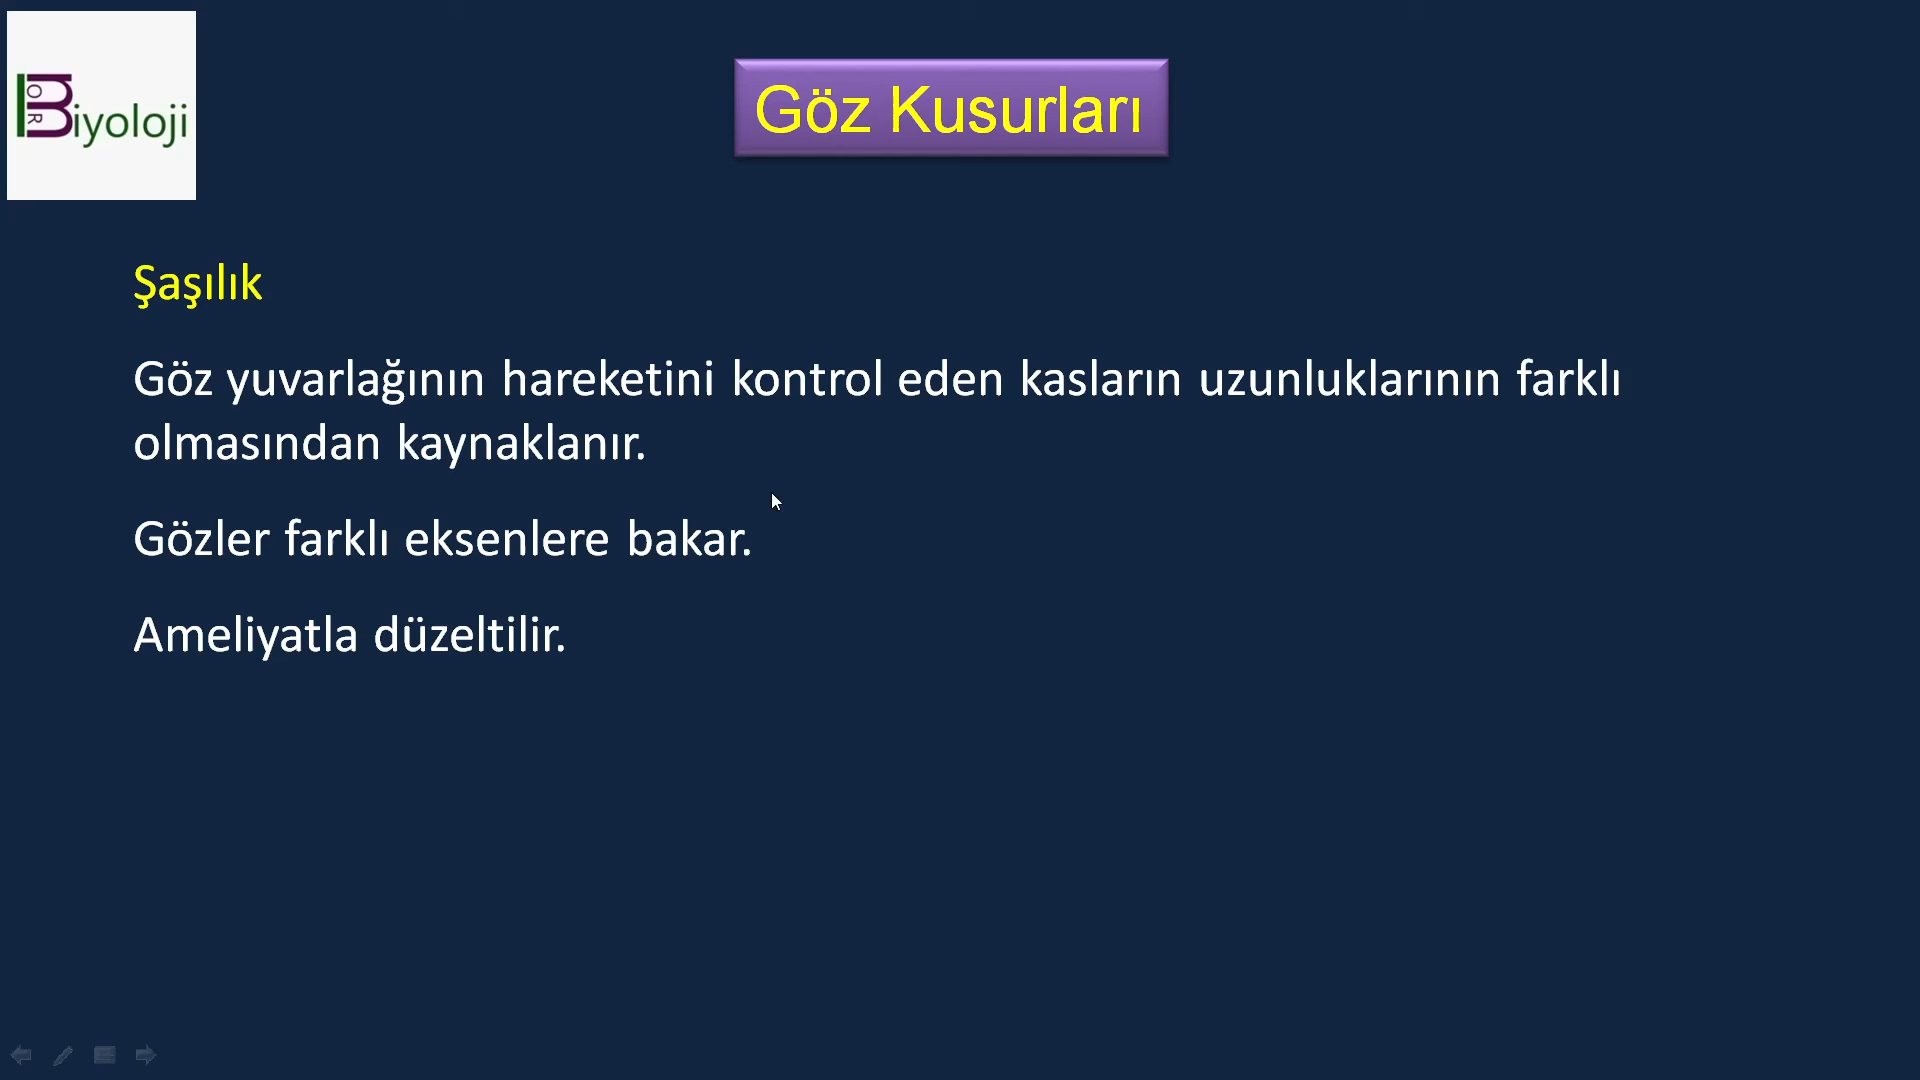 MOR
Biyoloji
Göz Kusurları
Şaşılık
Göz yuvarlağının hareketini kontrol eden kasların uzunluklarının farklı
olmasından kaynaklanır.
Gözler farklı eksenlere bakar.
Ameliyatla düzeltilir.